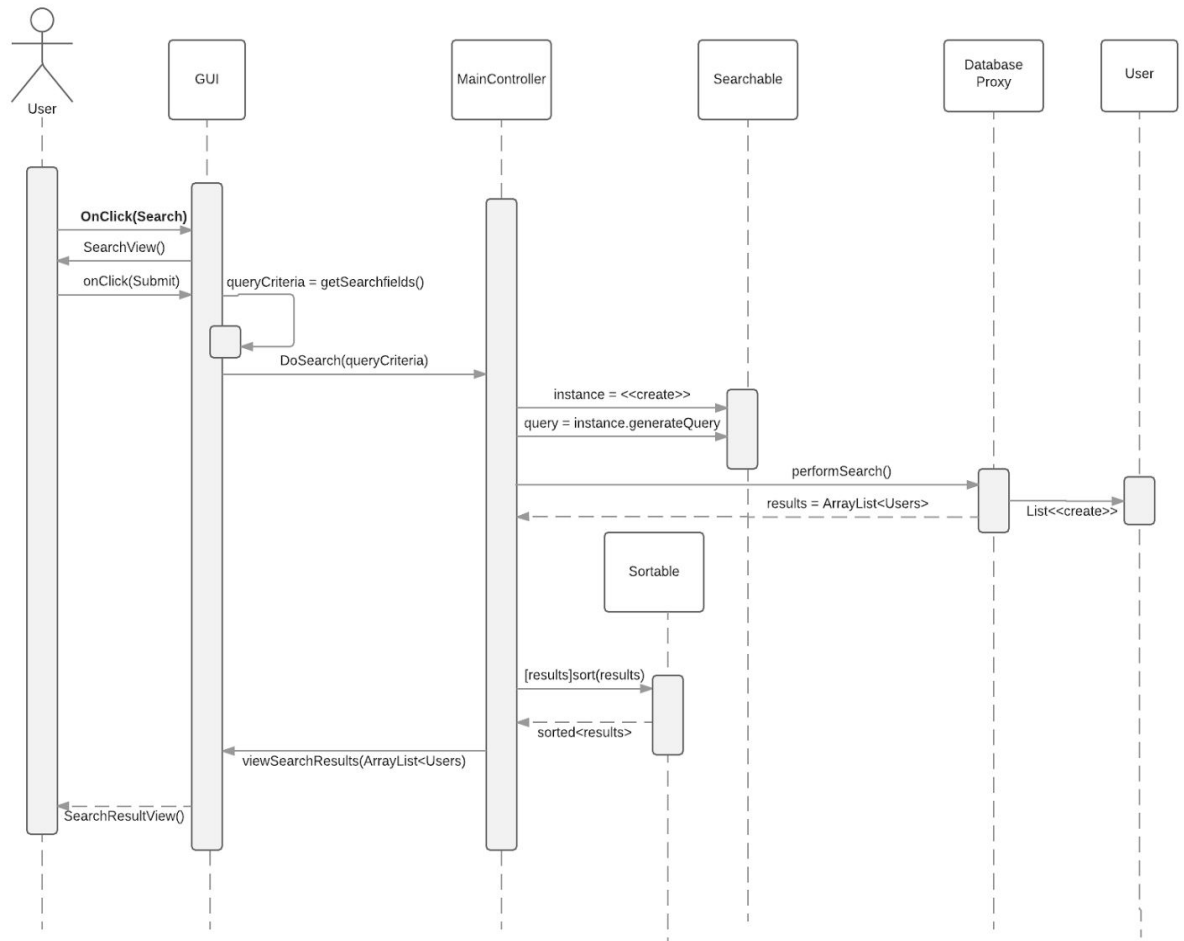 User
GUI
MainController
Searchable
Database
Proxy
User
OnClick(Search)
SearchView()
onClick(Submit)
queryCriteria = getSearchfields()
DoSearch(queryCriteria)
instance = <<create>>
query = instance.generateQuery
performSearch()
results = ArrayList<Users>
List<<create>>
Sortable
[results]sort(results)
sorted<results>
viewSearchResults(ArrayList<Users)
SearchResultView()